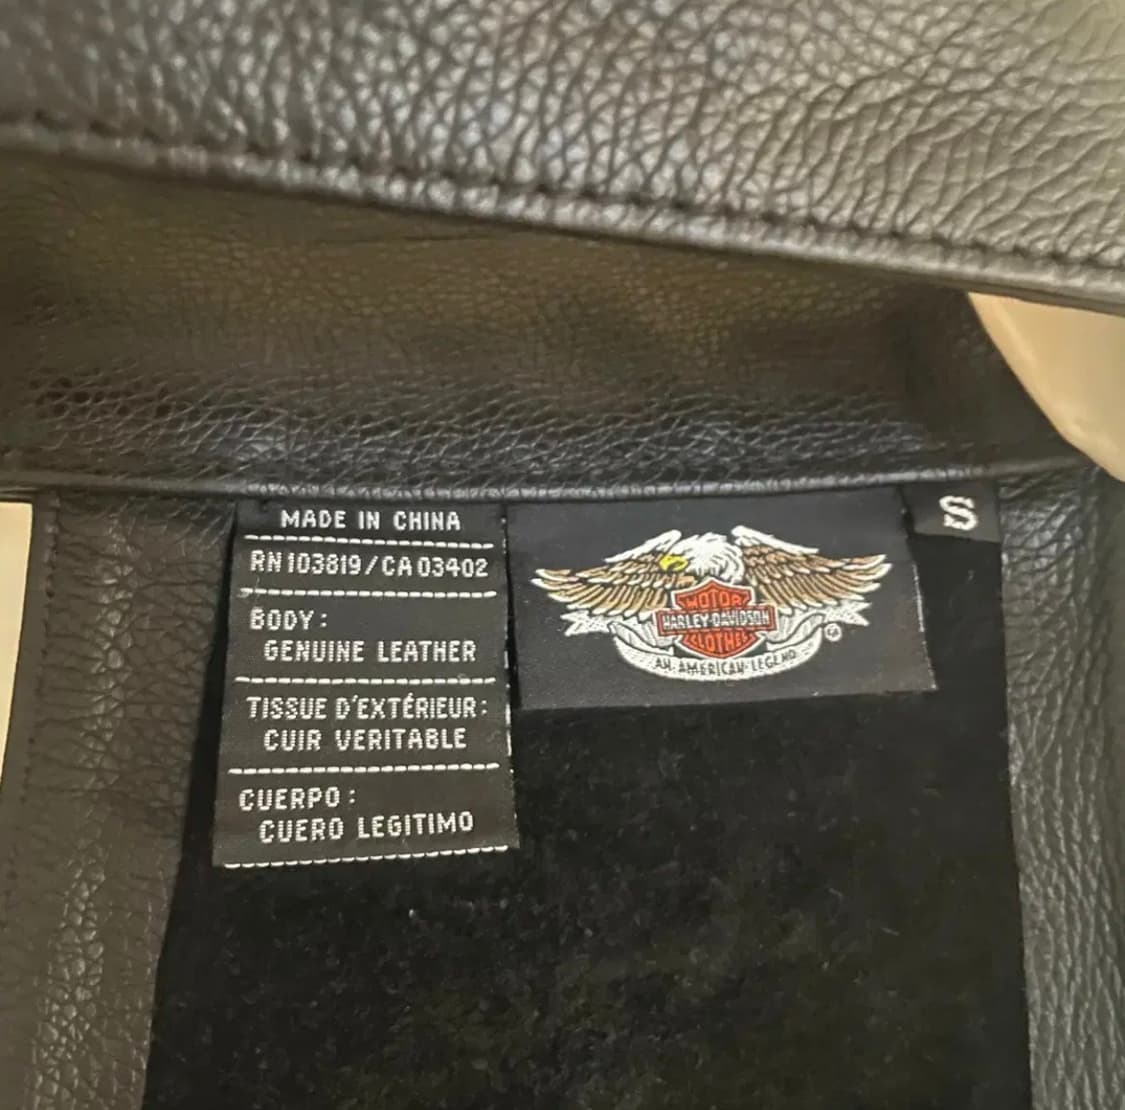 MADE IN CHINA
RN 103819/CA 03402
BODY:
GENUINE LEATHER
TISSUE D'EXTÉRIEUR:
CUIR VERITABLE
CUERPO:
CUERO LEGITIMO
MOTOR
HARLEY-DAVIDSON
CLOTHES
AN AMERICAN LEGEND
®
S